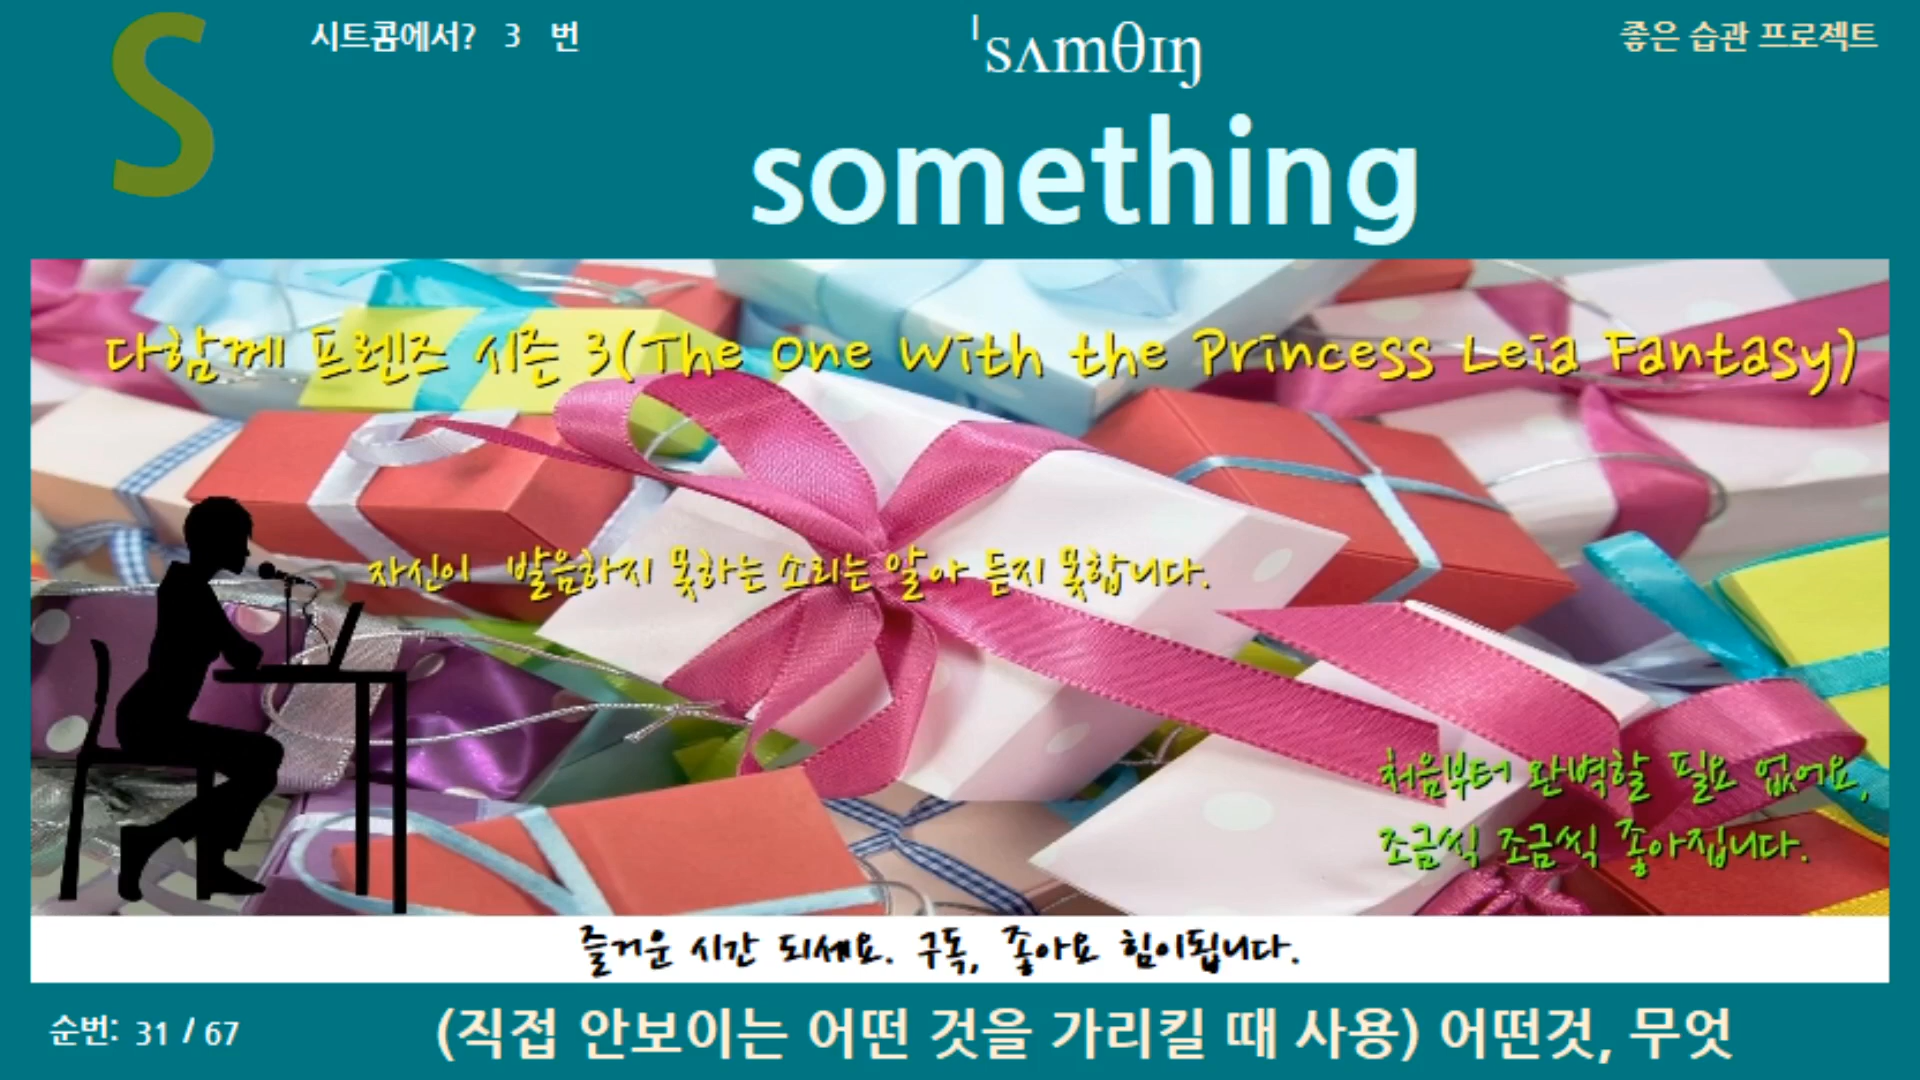 S
시트콤에서? 3 번
ˈsʌmθɪŋ
좋은 습관 프로젝트
something
다함께 프렌즈 시즌 3(The One With the Princess Leia Fantasy)
자신이 발음하지 못하는 소리는 알아 듣지 못합니다.
처음부터 완벽할 필요 없어요,
조금씩 조금씩 좋아집니다.
즐거운 시간 되세요. 구독, 좋아요 힘이됩니다.
순번: 31 / 67
(직접 안보이는 어떤 것을 가리킬 때 사용) 어떤것, 무엇